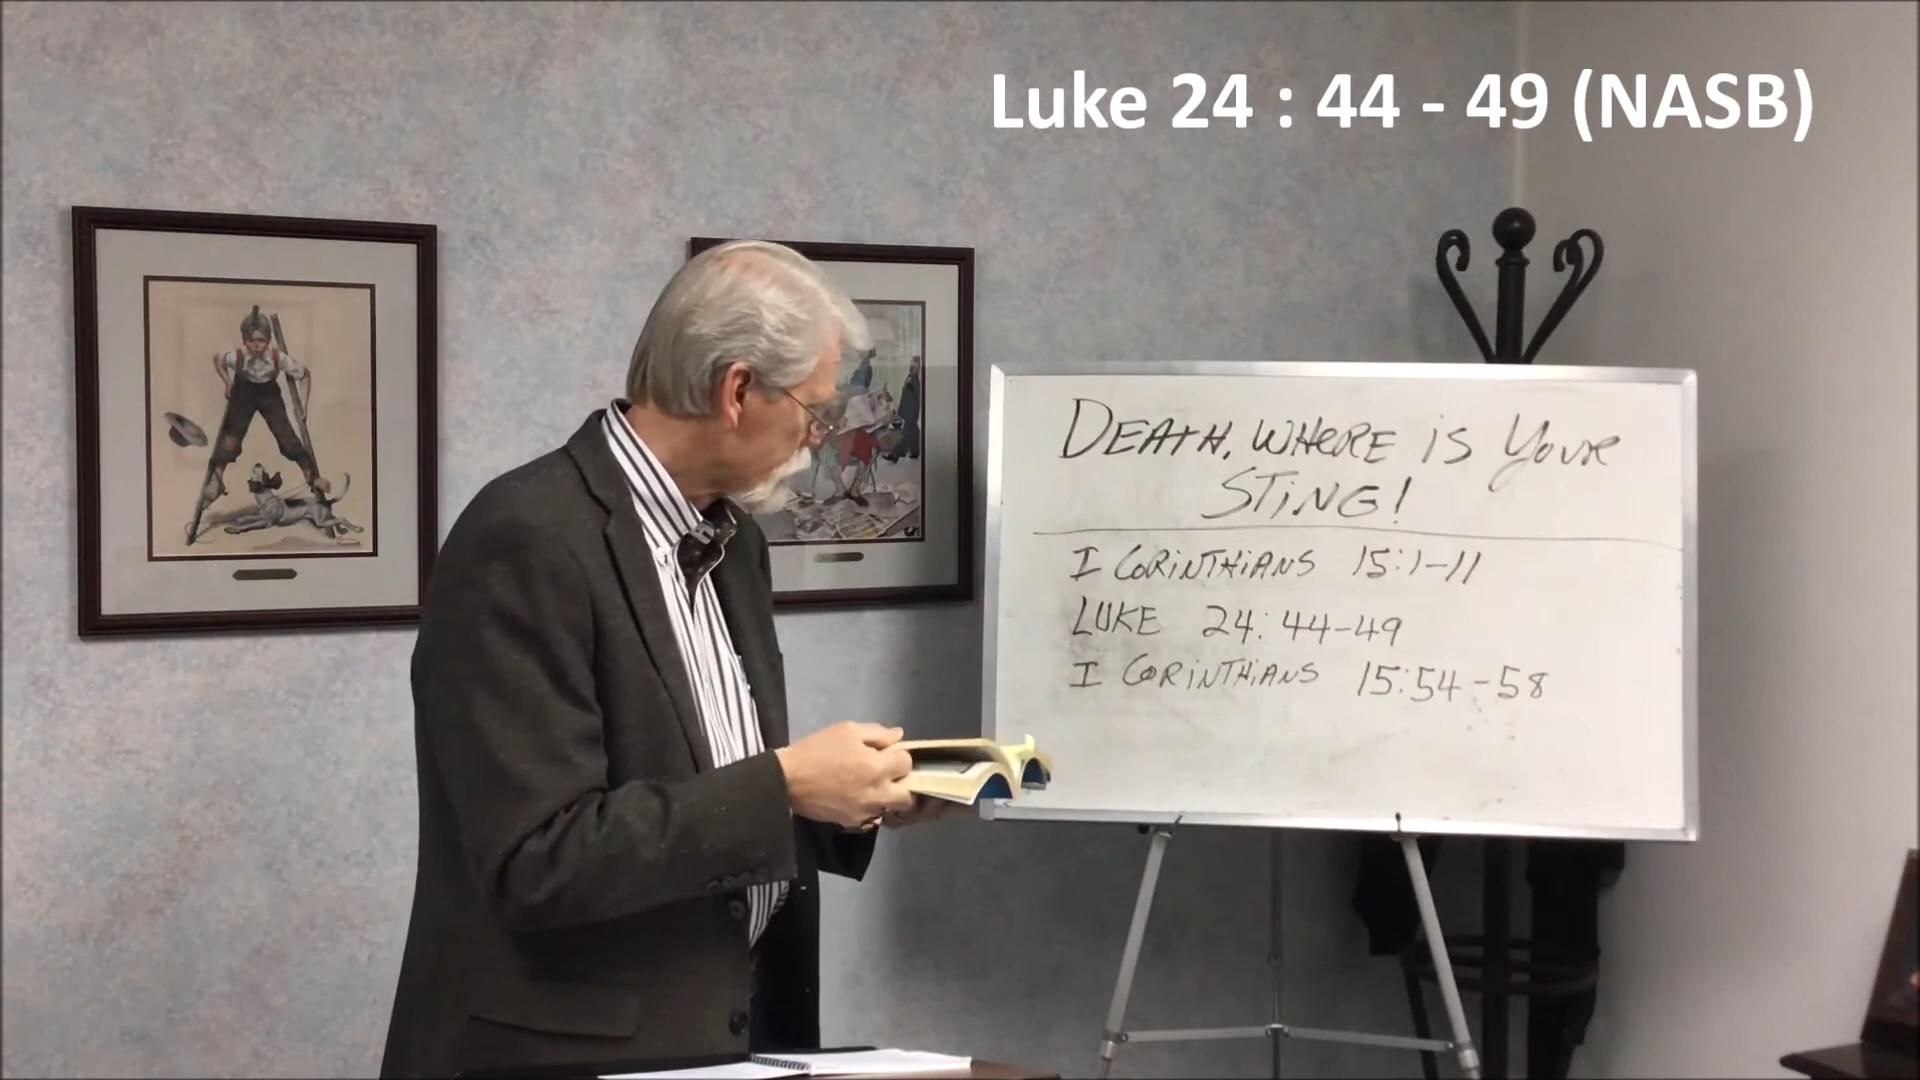 Luke 24 : 44 - 49 (NASB)
DEATH, WHERE IS YOUR
STING!
I CORINTHIANS 15:1-11
LUKE 24:44-49
I CORINTHIANS 15:54-58